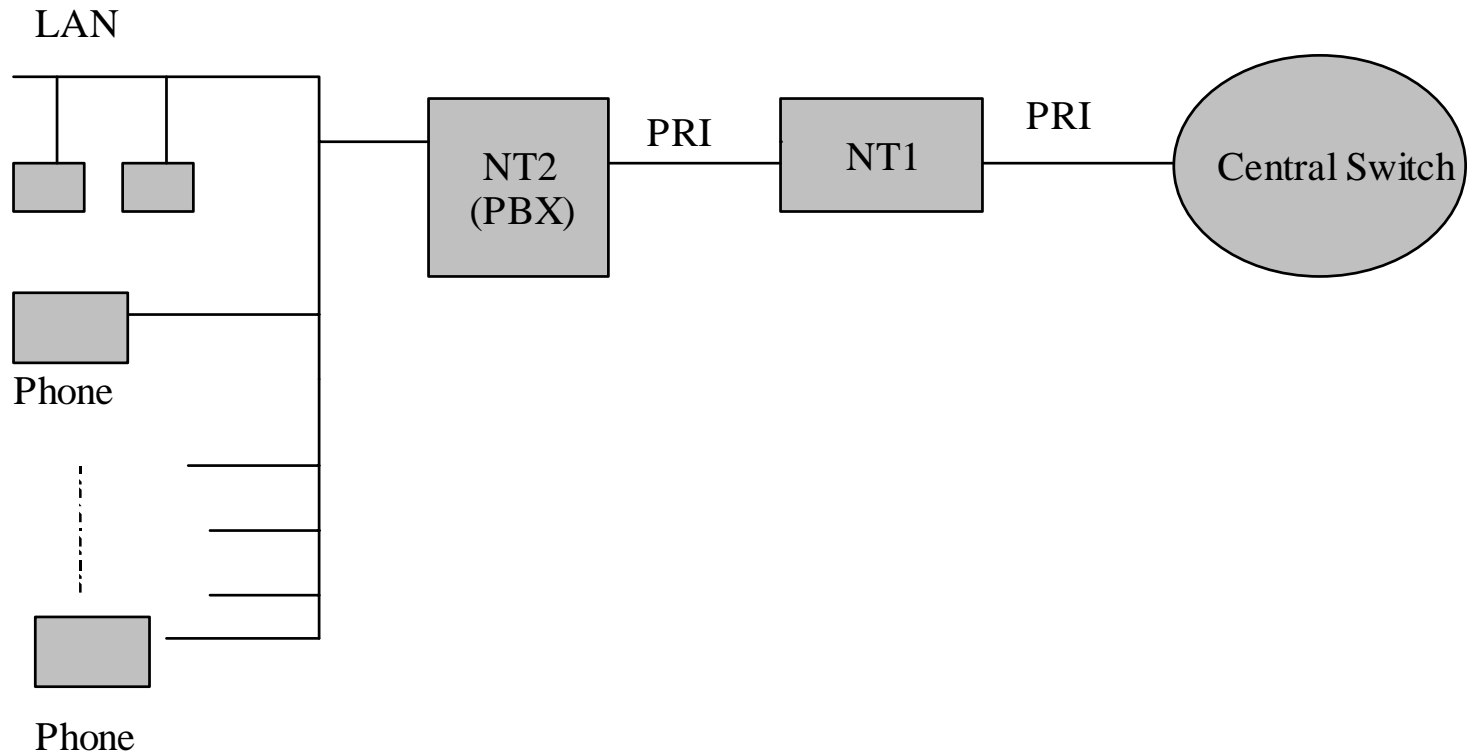 LAN
NT2
(PBX)
PRI
NT1
PRI
Central Switch
Phone
Phone